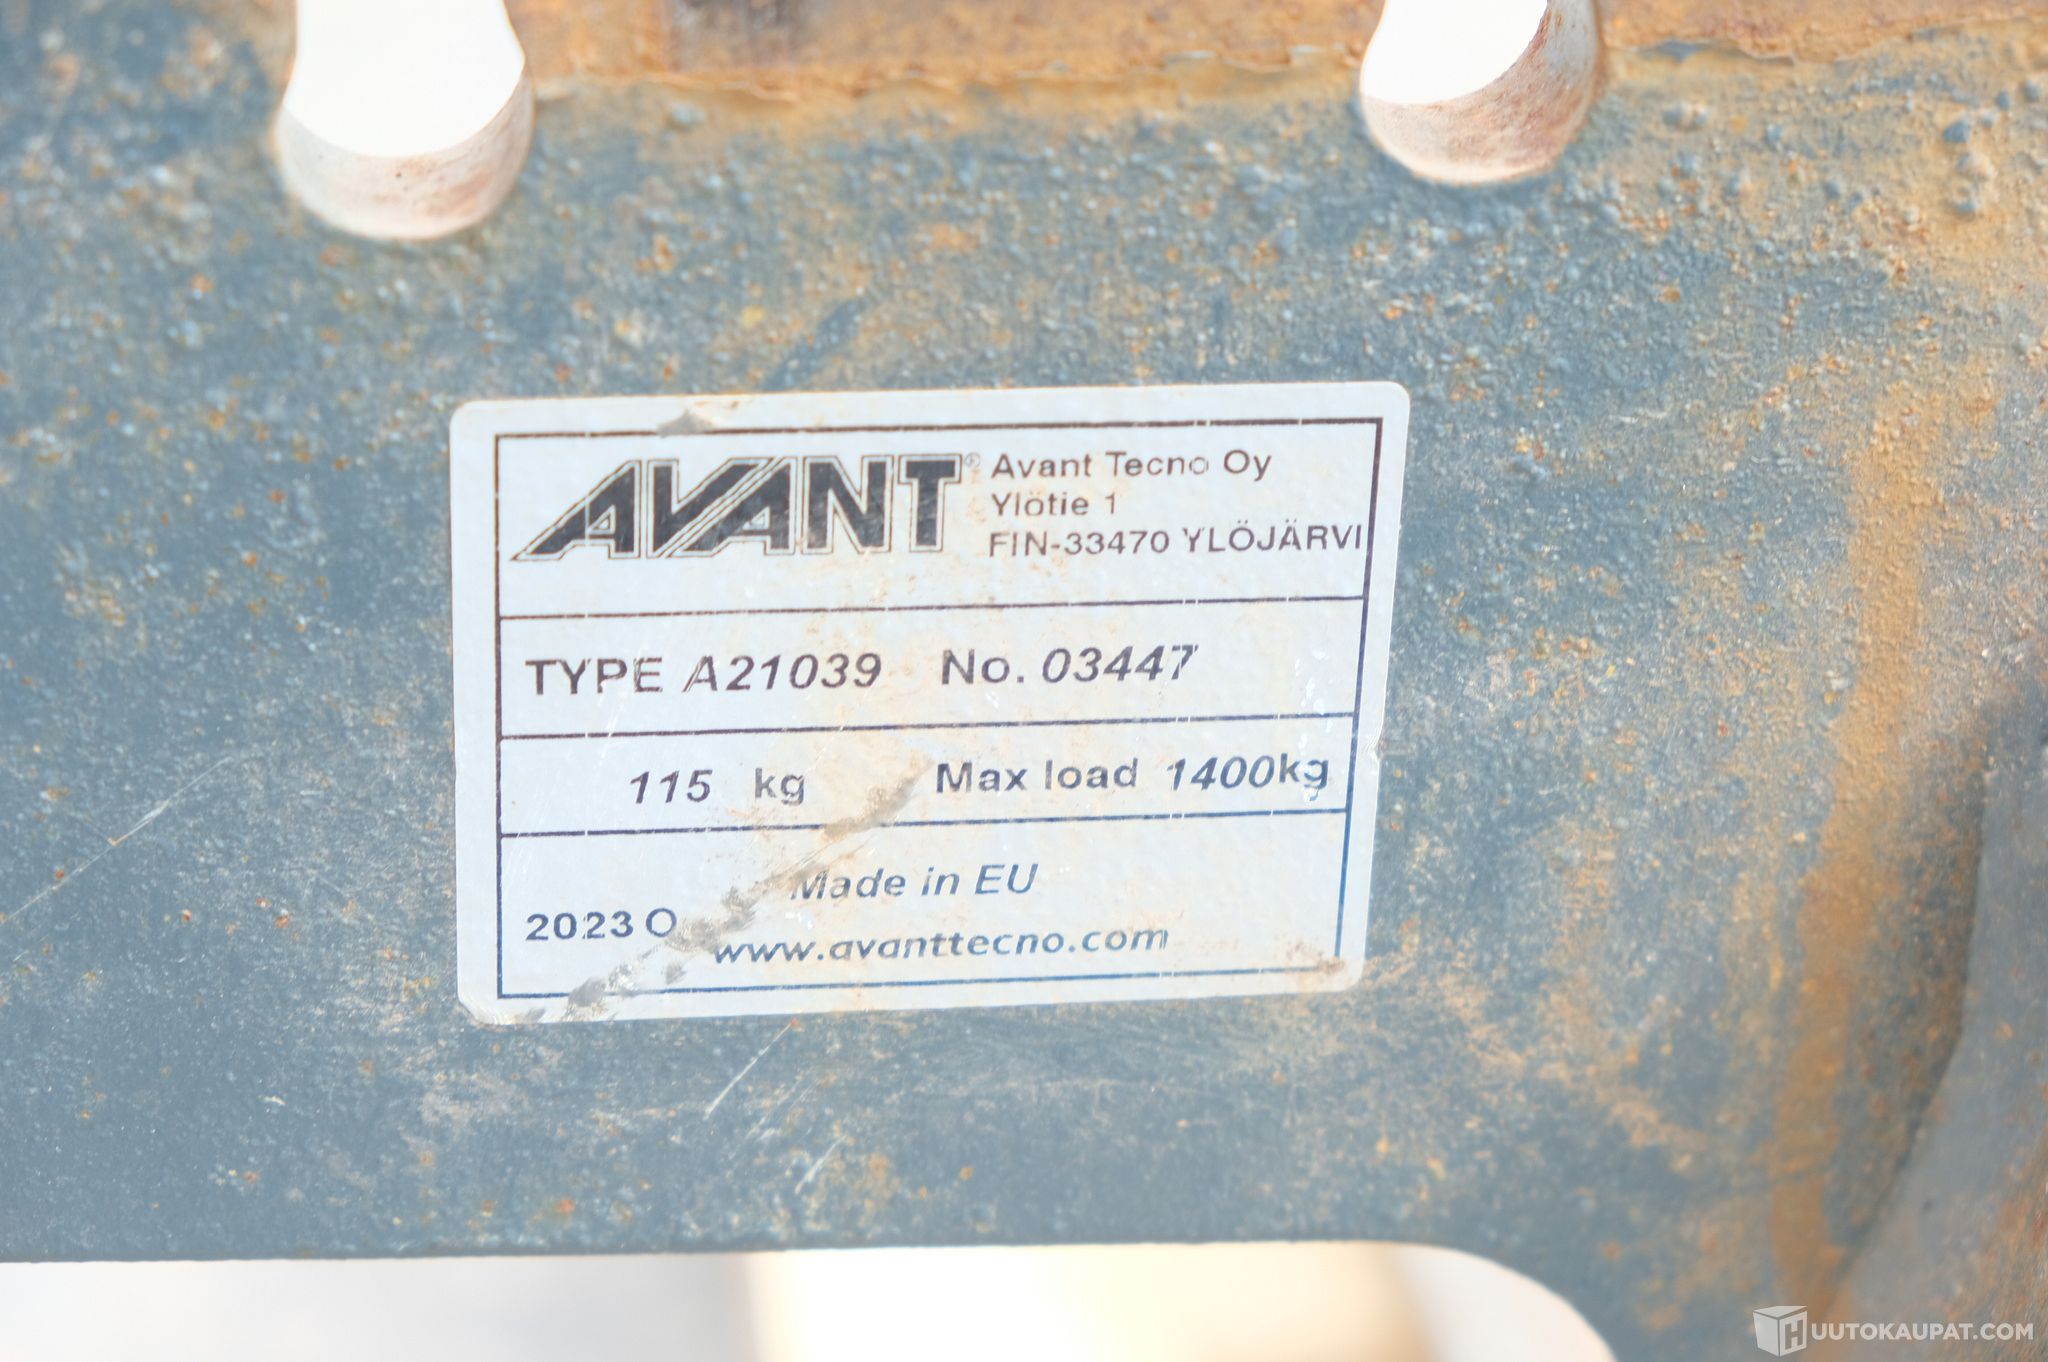 AVANT® Avant Tecno Oy
Ylötie 1
FIN-33470 YLÖJÄRVI
TYPE A21039 No. 03447
115 kg Max load 1400kg
Made in EU
2023 O
www.avanttecno.com
HUUTOKAUPAT.COM